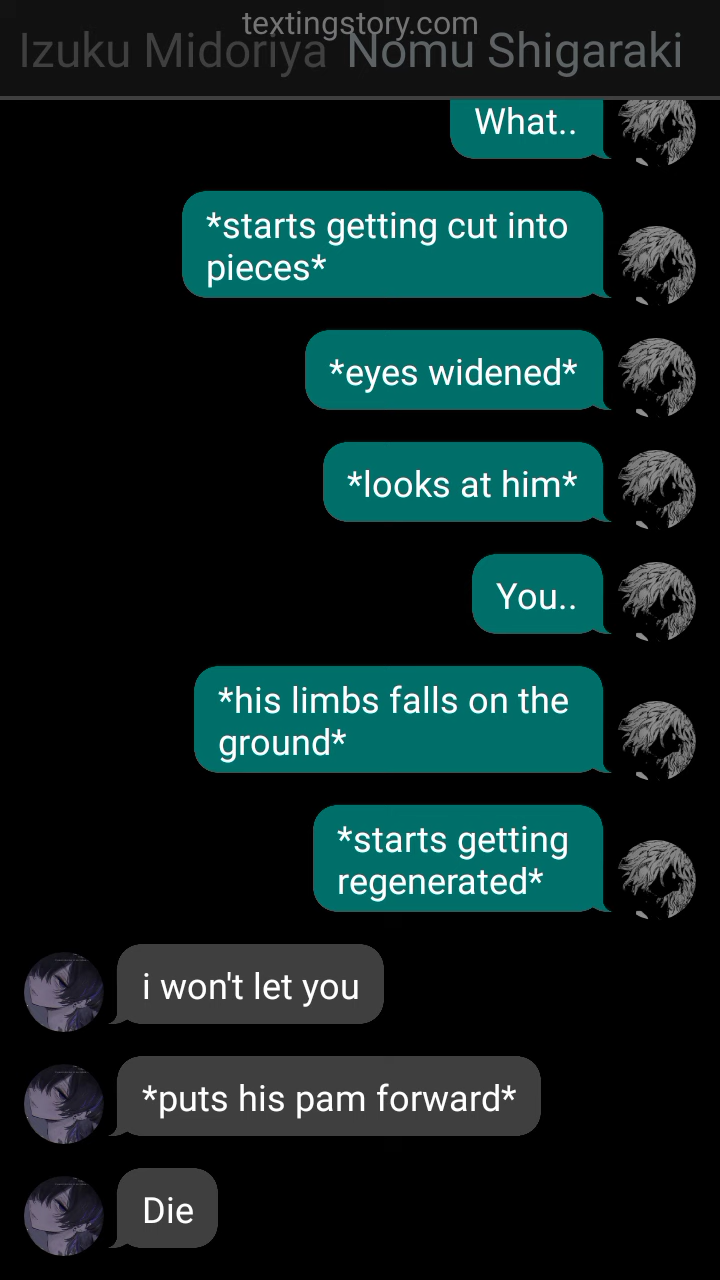 textingstory.com
Izuku Midoriya Nomu Shigaraki
What..
*starts getting cut into
pieces*
*eyes widened*
*looks at him*
You..
*his limbs falls on the
ground*
*starts getting
regenerated*
i won't let you
*puts his pam forward*
Die